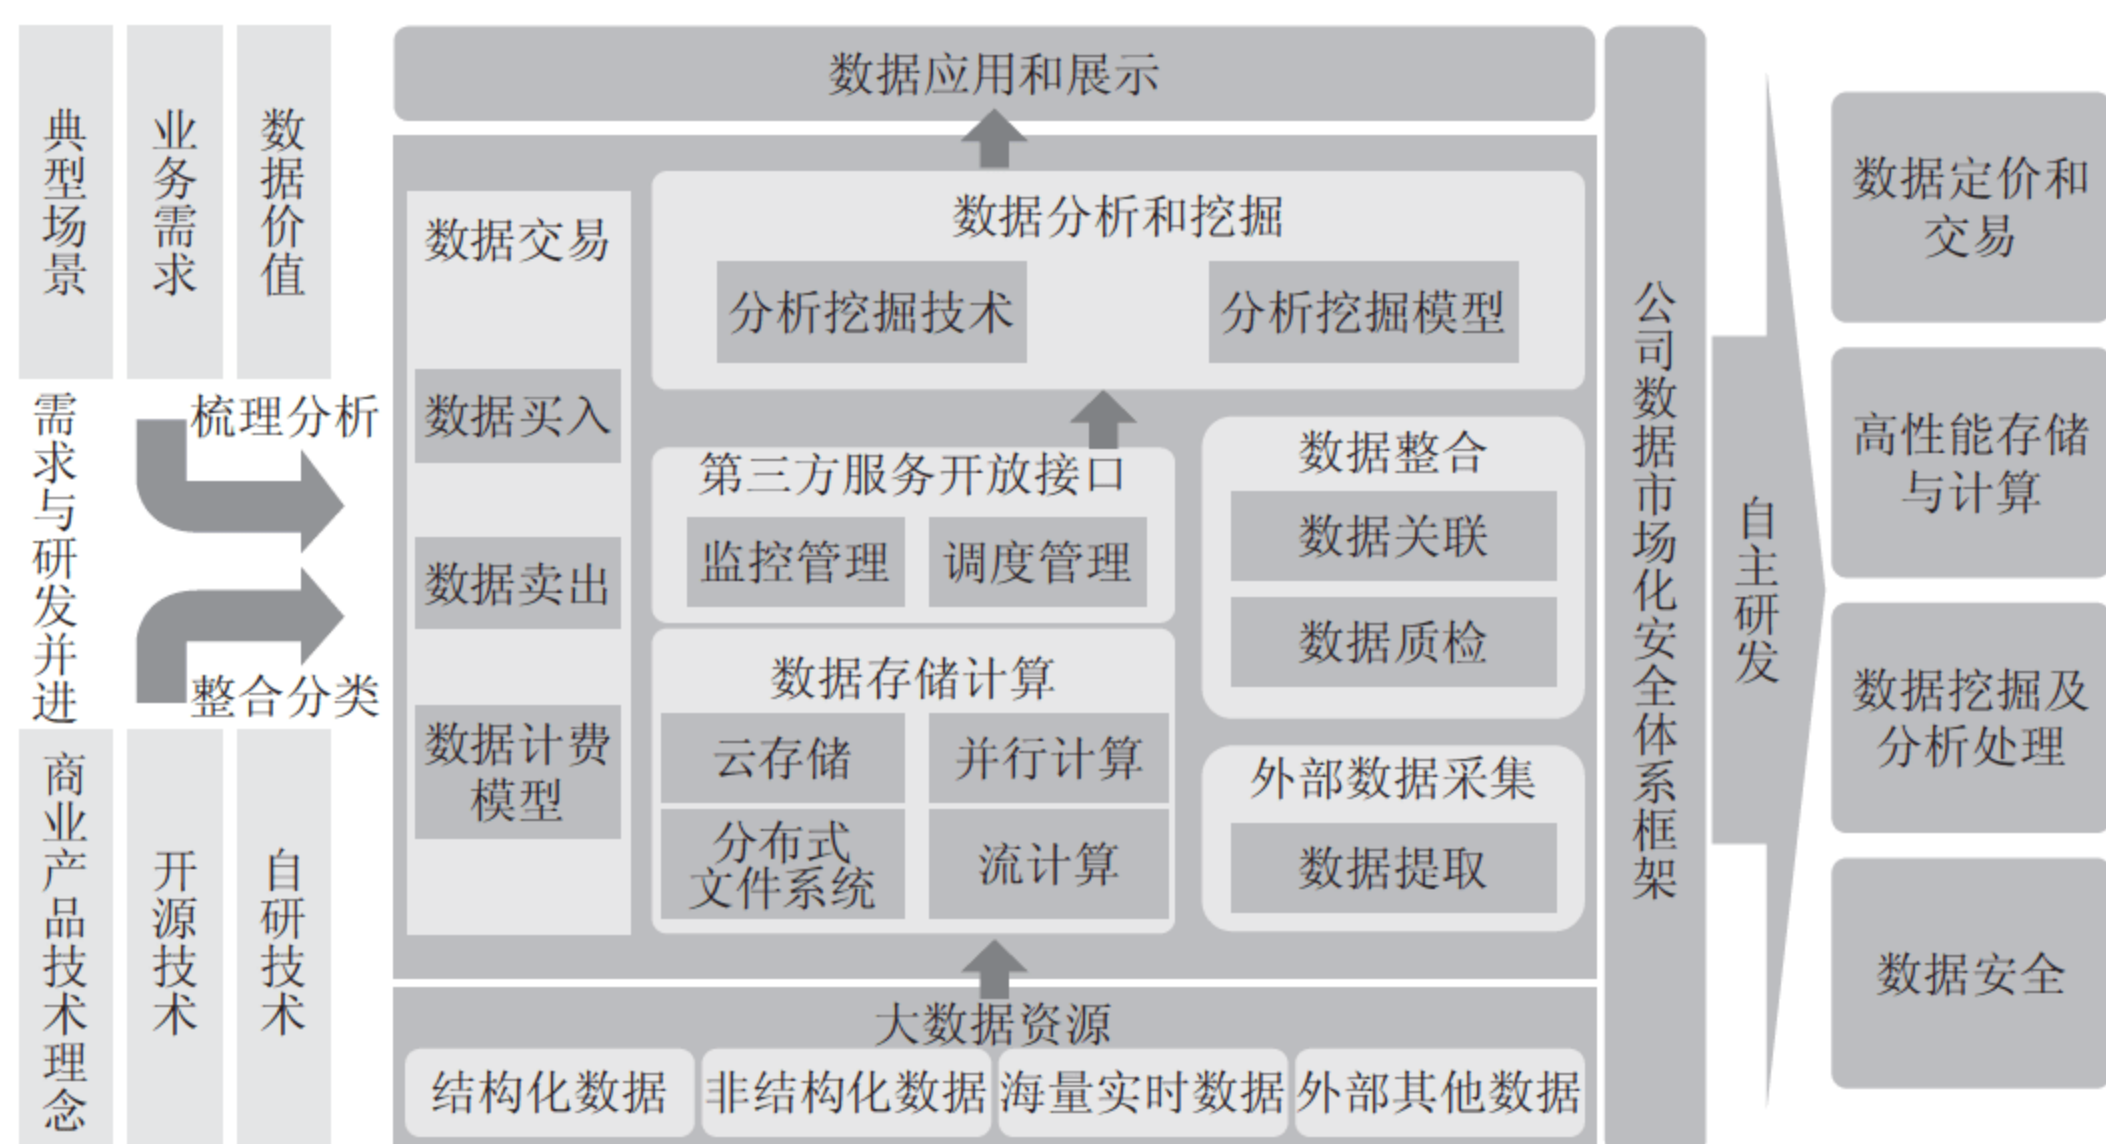 典型场景
业务需求
数据价值
需求与研发并进
梳理分析
整合分类
商业产品技术理念
开源技术
自研技术
数据应用和展示
数据交易
数据买入
数据卖出
数据计费
模型
数据分析和挖掘
分析挖掘技术
分析挖掘模型
第三方服务开放接口
监控管理
调度管理
数据存储计算
云存储
并行计算
分布式
文件系统
流计算
数据整合
数据关联
数据质检
外部数据采集
数据提取
大数据资源
结构化数据
非结构化数据
海量实时数据
外部其他数据
公司数据市场化安全体系框架
自主研发
数据定价和
交易
高性能存储
与计算
数据挖掘及
分析处理
数据安全